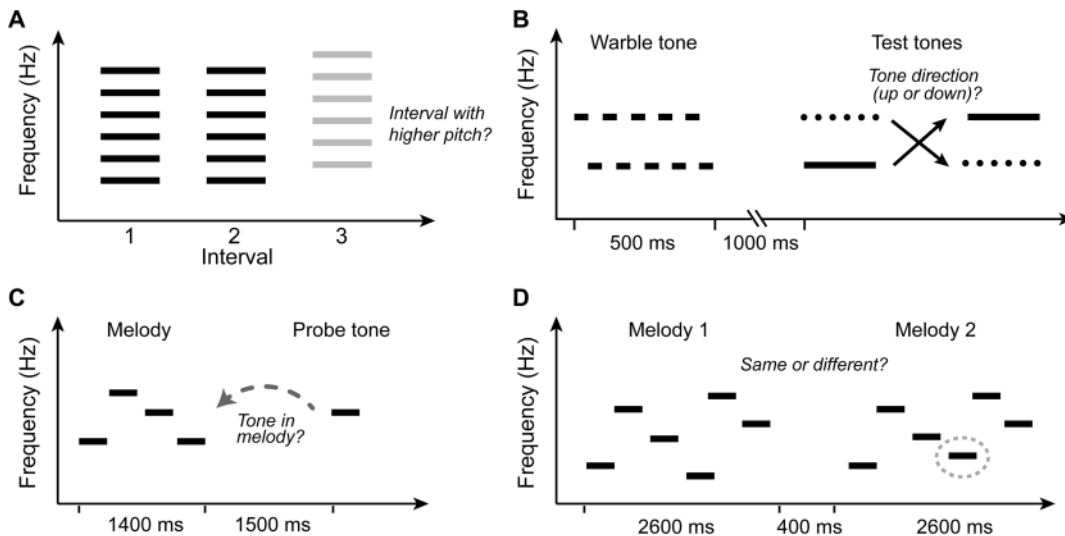 A
Frequency (Hz)
Interval with
higher pitch?
1 2 3
Interval
B
Frequency (Hz)
Warble tone
Test tones
Tone direction
(up or down)?
500 ms
1000 ms
C
Frequency (Hz)
Melody
Probe tone
Tone in
melody?
1400 ms
1500 ms
D
Frequency (Hz)
Melody 1
Melody 2
Same or different?
2600 ms
400 ms
2600 ms